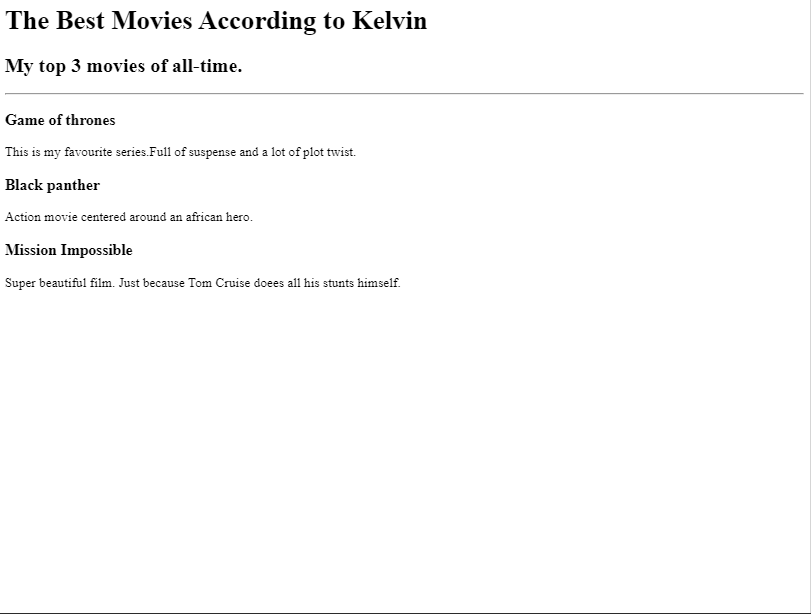 The Best Movies According to Kelvin
My top 3 movies of all-time.
Game of thrones
This is my favourite series.Full of suspense and a lot of plot twist.
Black panther
Action movie centered around an african hero.
Mission Impossible
Super beautiful film. Just because Tom Cruise doees all his stunts himself.